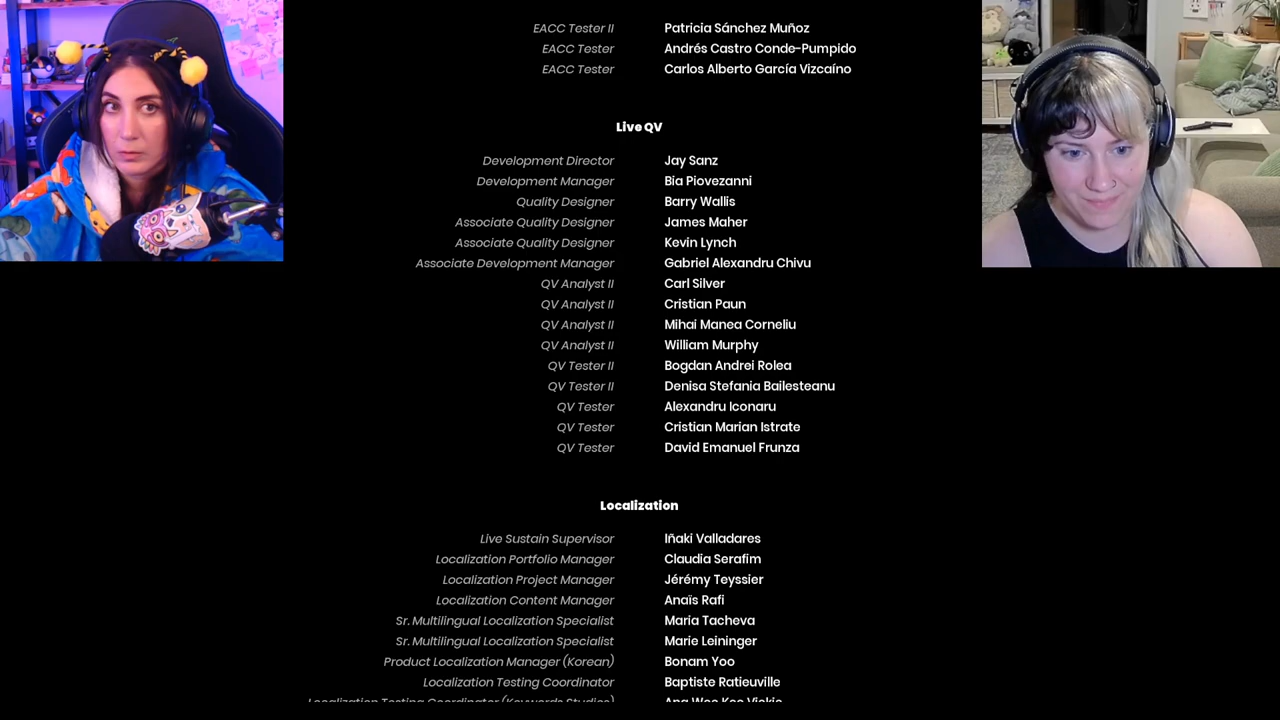 EACC Tester II Patricia Sánchez Muñoz
EACC Tester Andrés Castro Conde-Pumpido
EACC Tester Carlos Alberto García Vizcaíno
Live QV
Development Director Jay Sanz
Development Manager Bia Piovezanni
Quality Designer Barry Wallis
Associate Quality Designer James Maher
Associate Quality Designer Kevin Lynch
Associate Development Manager Gabriel Alexandru Chivu
QV Analyst II Carl Silver
QV Analyst II Cristian Paun
QV Analyst II Mihai Manea Corneliu
QV Analyst II William Murphy
QV Tester II Bogdan Andrei Rolea
QV Tester II Denisa Stefania Bailesteanu
QV Tester Alexandru Iconaru
QV Tester Cristian Marian Istrate
QV Tester David Emanuel Frunza
Localization
Live Sustain Supervisor Iñaki Valladares
Localization Portfolio Manager Claudia Serafim
Localization Project Manager Jérémy Teyssier
Localization Content Manager Anaïs Rafi
Sr. Multilingual Localization Specialist Maria Tacheva
Sr. Multilingual Localization Specialist Marie Leininger
Product Localization Manager (Korean) Bonam Yoo
Localization Testing Coordinator Baptiste Ratieuville
Localization Testing Coordinator (Keywords Studios)